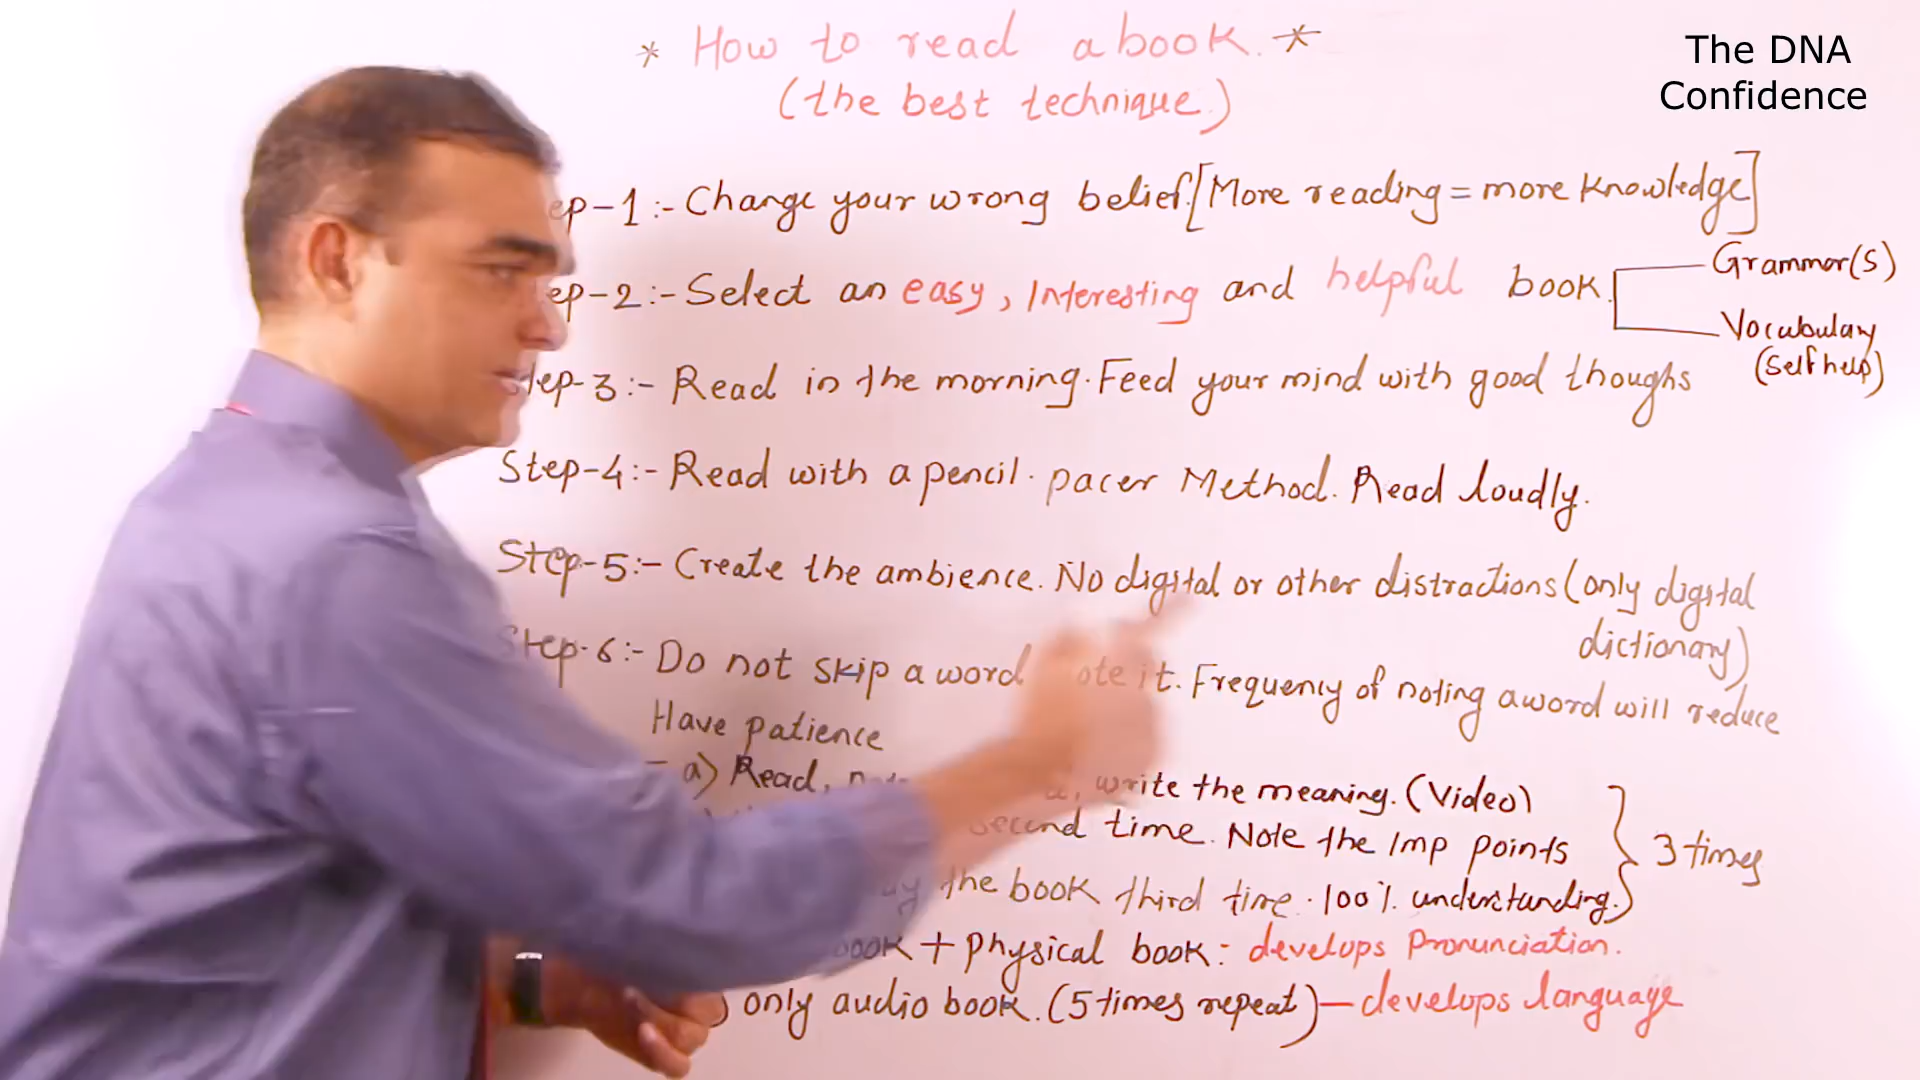 * How to read a book. *
(the best technique.)
The DNA
Confidence
ep-1:- Change your wrong belief. [More reading = more knowledge]
ep-2:- Select an easy, Interesting and helpful book.
Grammar(s)
Vocabulary
(Self help)
Step-3:- Read in the morning. Feed your mind with good thoughs
Step-4:- Read with a pencil. pacer Method. Read loudly.
Step-5:- Create the ambience. No digital or other distractions (only digital
dictionary)
Step-6:- Do not skip a word ote it. Frequency of noting a word will reduce
Have patience
a) Read, write the meaning. (Video)
second time. Note the Imp points
the book third time. 100%. understanding.
3 times
book + physical book:- develops Pronunciation.
only audio book. (5 times repeat) — develops language